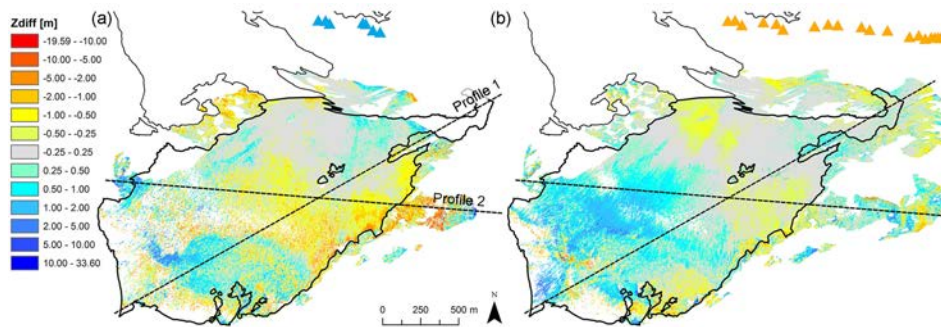 Zdiff [m]
(a)
(b)
-19.59 - -10.00
-10.00 - -5.00
-5.00 - -2.00
-2.00 - -1.00
-1.00 - -0.50
-0.50 - -0.25
-0.25 - 0.25
0.25 - 0.50
0.50 - 1.00
1.00 - 2.00
2.00 - 5.00
5.00 - 10.00
10.00 - 33.60
Profile 1
Profile 2
0 250 500 m
N